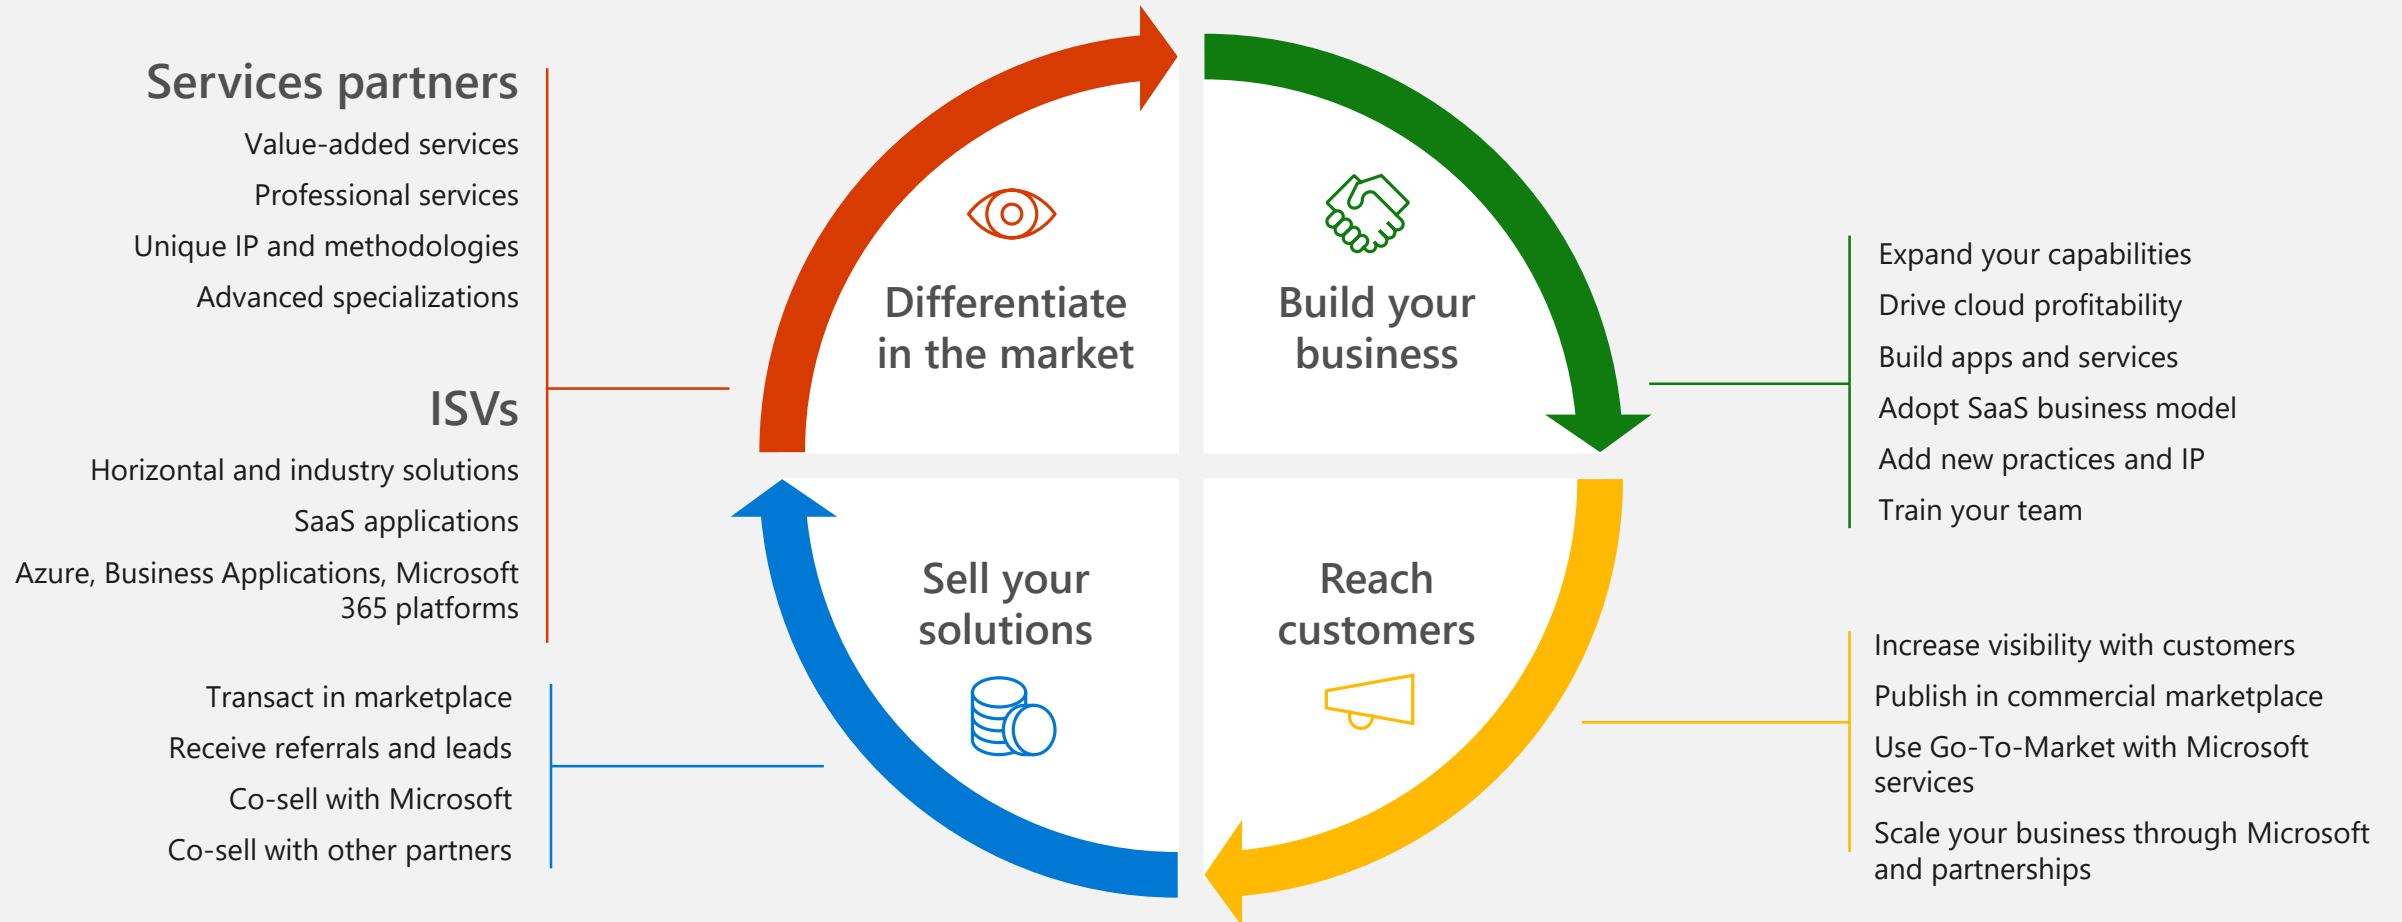 Services partners
Value-added services
Professional services
Unique IP and methodologies
Advanced specializations
ISVs
Horizontal and industry solutions
SaaS applications
Azure, Business Applications, Microsoft
365 platforms
Transact in marketplace
Receive referrals and leads
Co-sell with Microsoft
Co-sell with other partners
Differentiate
in the market
Build your
business
Sell your
solutions
Reach
customers
Expand your capabilities
Drive cloud profitability
Build apps and services
Adopt SaaS business model
Add new practices and IP
Train your team
Increase visibility with customers
Publish in commercial marketplace
Use Go-To-Market with Microsoft
services
Scale your business through Microsoft
and partnerships